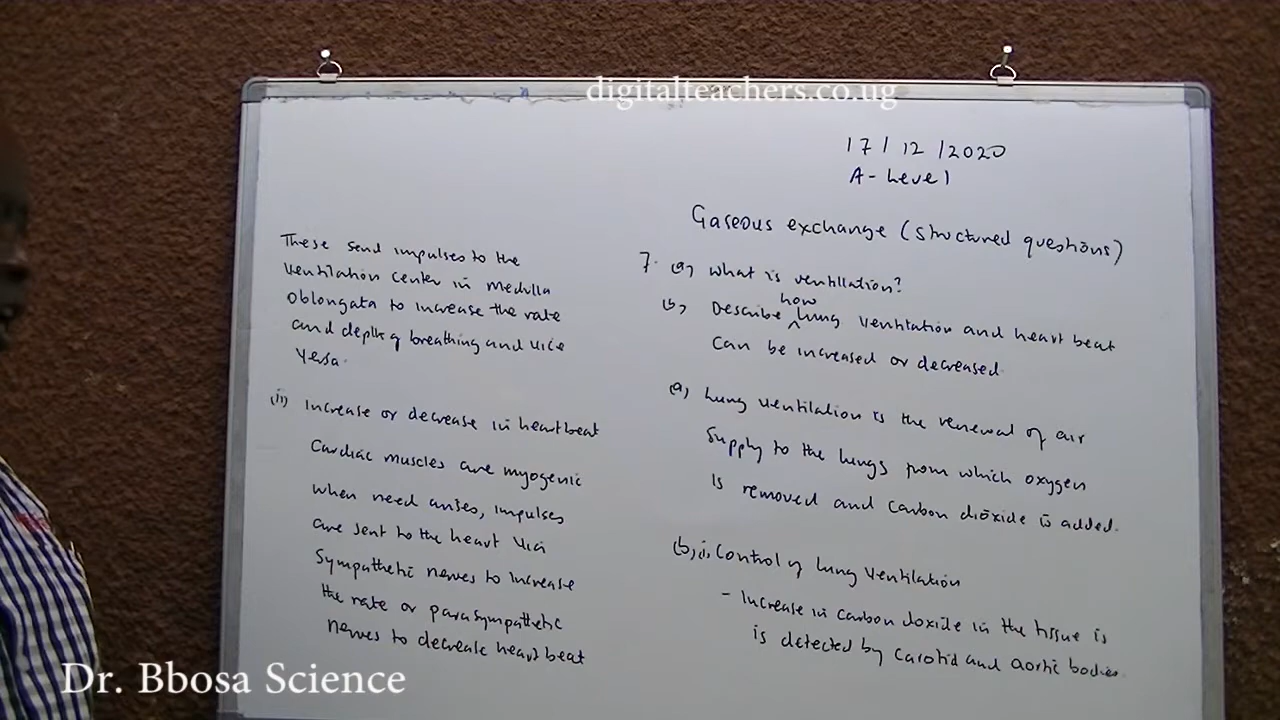 digitalteachers.co.ug
17/12/2020
A-Level
Gaseous exchange (structured questions)
7. (a) what is ventilation?
how
(b) Describe ^ lung ventilation and heart beat
can be increased or decreased
(a) Lung ventilation is the renewal of air
supply to the lungs from which oxygen
is removed and carbon dioxide is added.
(b) i, Control of lung ventilation
- Increase in carbon doxide in the tissue is
is detected by carotid and aortic bodies.
These send impulses to the
ventilation center in medulla
oblongata to increase the rate
and depth of breathing and vice
versa.
(ii) Increase or decrease in heartbeat
Cardiac muscles are myogenic
when need arises, impulses
are sent to the heart via
sympathetic nerves to increase
the rate or parasympathetic
nerves to decrease heart beat
Dr. Bbosa Science